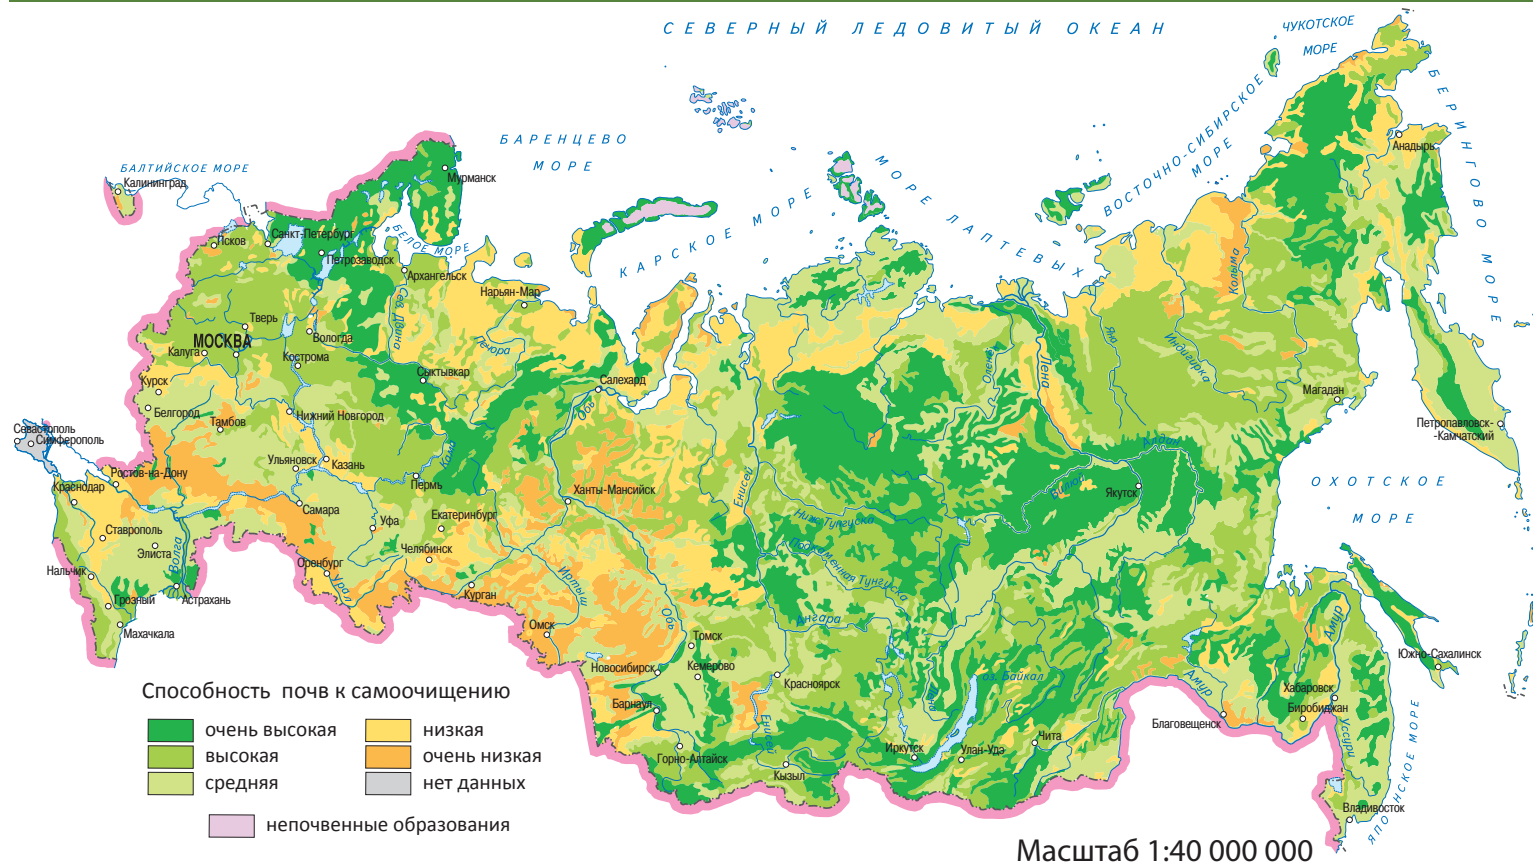 СЕВЕРНЫЙ ЛЕДОВИТЫЙ ОКЕАН
ЧУКОТСКОЕ
МОРЕ
БЕРИНГОВО МОРЕ
ВОСТОЧНО-СИБИРСКОЕ
МОРЕ
МОРЕ ЛАПТЕВЫХ
КАРСКОЕ МОРЕ
БАРЕНЦЕВО
МОРЕ
БАЛТИЙСКОЕ МОРЕ
БЕЛОЕ МОРЕ
ОХОТСКОЕ
МОРЕ
ЯПОНСКОЕ МОРЕ
Калининград
Мурманск
Псков
Санкт-Петербург
Петрозаводск
Архангельск
Нарьян-Мар
Анадырь
Тверь
МОСКВА
Вологда
Калуга
Кострома
Сев. Двина
Печора
Сыктывкар
Салехард
Обь
Курск
Белгород
Тамбов
Нижний Новгород
Севастополь
Симферополь
Ростов-на-Дону
Краснодар
Ульяновск
Казань
Кама
Пермь
Ханты-Мансийск
Самара
Уфа
Екатеринбург
Ставрополь
Элиста
Волга
Челябинск
Оренбург
Урал
Курган
Нальчик
Грозный
Астрахань
Махачкала
Иртыш
Омск
Обь
Томск
Новосибирск
Кемерово
Барнаул
Горно-Алтайск
Красноярск
Енисей
Енисей
Кызыл
Ниж. Тунгуска
Подкаменная Тунгуска
Ангара
Лена
оз. Байкал
Иркутск
Улан-Удэ
Чита
Оленёк
Лена
Яна
Индигирка
Колыма
Алдан
Вилюй
Якутск
Магадан
Петропавловск-
-Камчатский
Амур
Амур
Благовещенск
Хабаровск
Биробиджан
Уссури
Южно-Сахалинск
Владивосток
Способность почв к самоочищению
очень высокая
высокая
средняя
низкая
очень низкая
нет данных
непочвенные образования
Масштаб 1:40 000 000